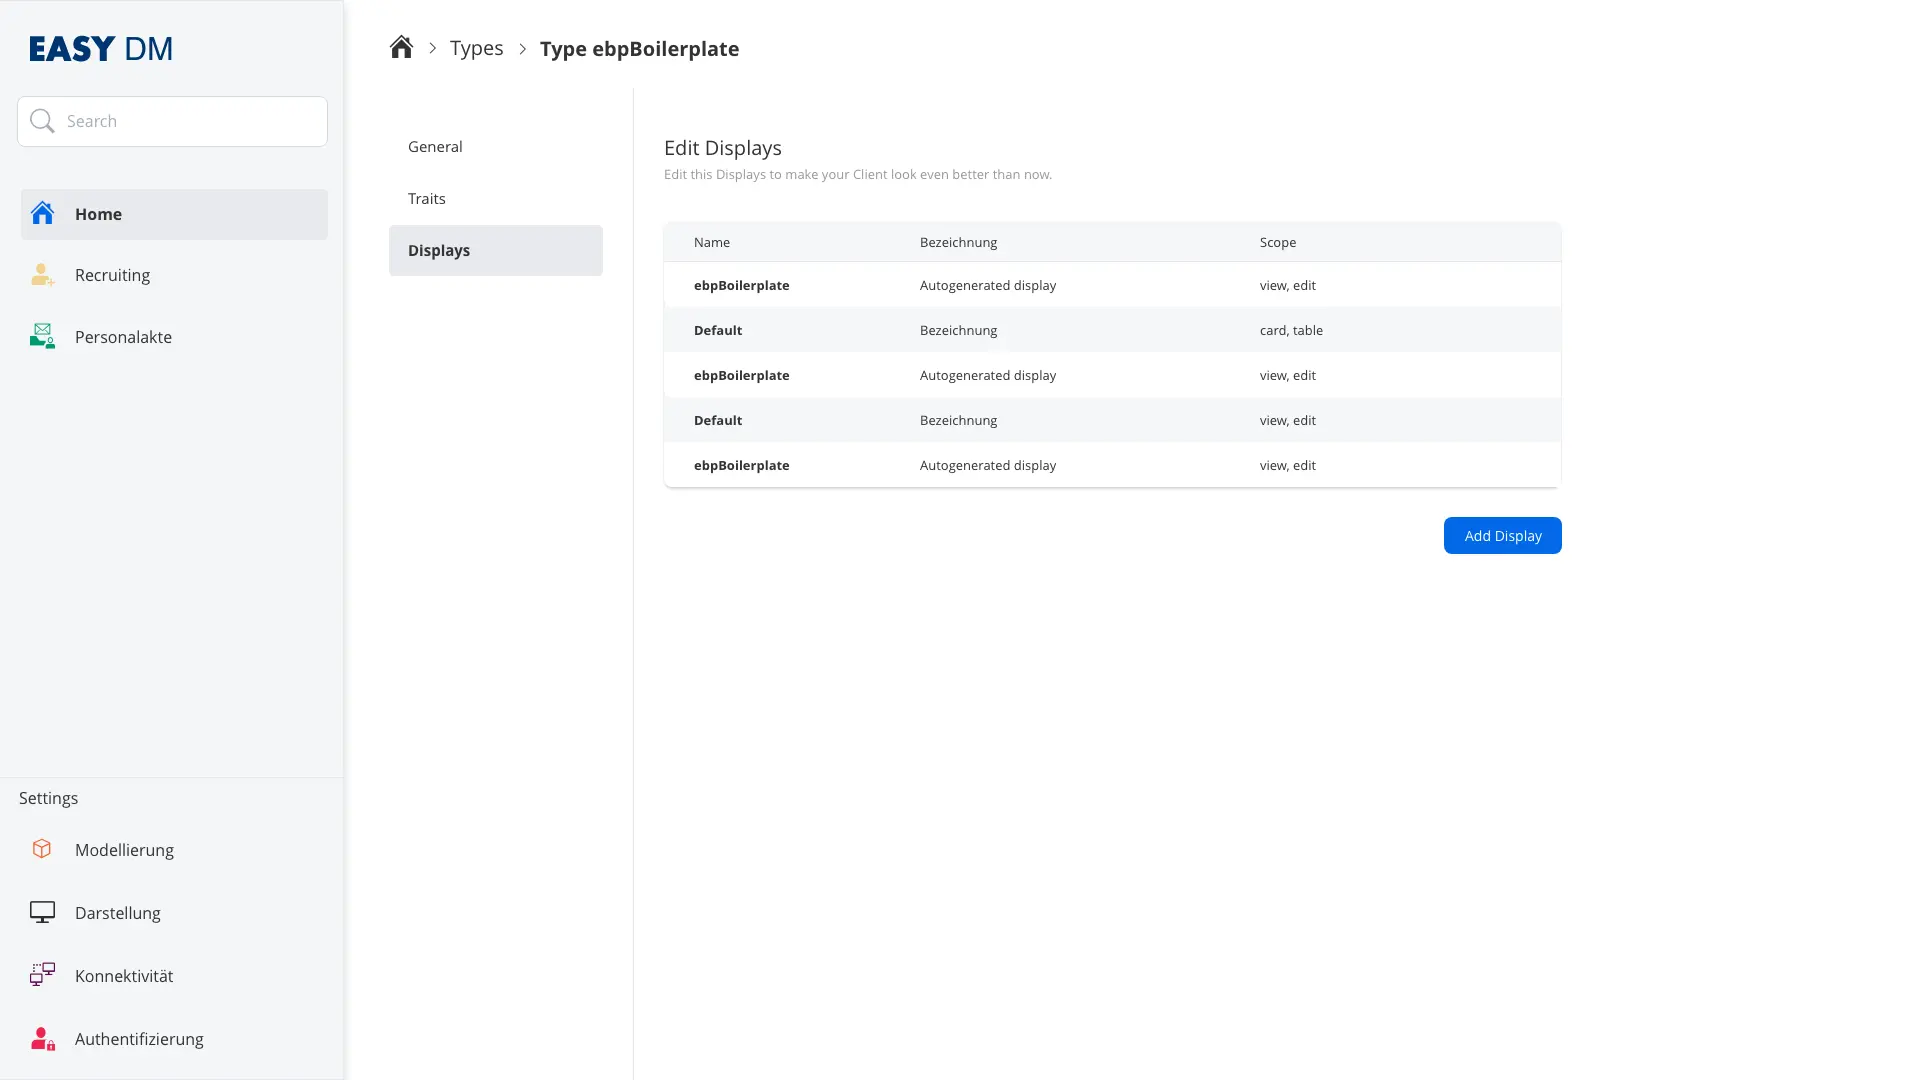 EASY DM
Search
Home
Recruiting
Personalakte
Settings
Modellierung
Darstellung
Konnektivität
Authentifizierung
Types Type ebpBoilerplate
General
Traits
Displays
Edit Displays
Edit this Displays to make your Client look even better than now.
Name Bezeichnung Scope
ebpBoilerplate Autogenerated display view, edit
Default Bezeichnung card, table
ebpBoilerplate Autogenerated display view, edit
Default Bezeichnung view, edit
ebpBoilerplate Autogenerated display view, edit
Add Display